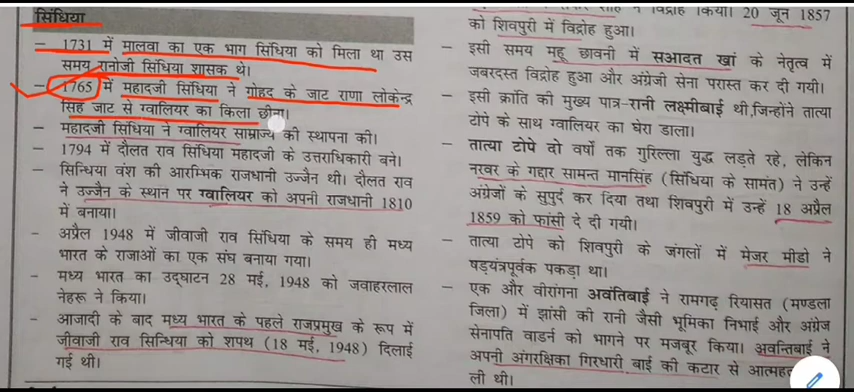 सिंधिया
– 1731 में मालवा का एक भाग सिंधिया को मिला था उस
समय रानोजी सिंधिया शासक थे।
– 1765 में महादजी सिंधिया ने गोहद के जाट राणा लोकेन्द्र
सिंह जाट से ग्वालियर का किला छीना।
– महादजी सिंधिया ने ग्वालियर साम्राज्य की स्थापना की।
– 1794 में दौलत राव सिंधिया महादजी के उत्तराधिकारी बने।
– सिन्धिया वंश की आरम्भिक राजधानी उज्जैन थी। दौलत राव
ने उज्जैन के स्थान पर ग्वालियर को अपनी राजधानी 1810
में बनाया।
– अप्रैल 1948 में जीवाजी राव सिंधिया के समय ही मध्य
भारत के राजाओं का एक संघ बनाया गया।
– मध्य भारत का उद्घाटन 28 मई, 1948 को जवाहरलाल
नेहरू ने किया।
– आजादी के बाद मध्य भारत के पहले राजप्रमुख के रूप में
जीवाजी राव सिन्धिया को शपथ (18 मई, 1948) दिलाई
गई थी।
ने विद्रोह किया। 20 जून 1857
को शिवपुरी में विद्रोह हुआ।
– इसी समय महू छावनी में सआदत खां के नेतृत्व में
जबरदस्त विद्रोह हुआ और अंग्रेजी सेना परास्त कर दी गयी।
– इसी क्रांति की मुख्य पात्र-रानी लक्ष्मीबाई थी, जिन्होंने तात्या
टोपे के साथ ग्वालियर का घेरा डाला।
– तात्या टोपे दो वर्षों तक गुरिल्ला युद्ध लड़ते रहे, लेकिन
नरवर के गद्दार सामन्त मानसिंह (सिंधिया के सामंत) ने उन्हें
अंग्रेजों के सुपुर्द कर दिया तथा शिवपुरी में उन्हें 18 अप्रैल
1859 को फांसी दे दी गयी।
– तात्या टोपे को शिवपुरी के जंगलों में मेजर मीडो ने
षड्यंत्रपूर्वक पकड़ा था।
– एक और वीरांगना अवंतिबाई ने रामगढ़ रियासत (मण्डला
जिला) में झांसी की रानी जैसी भूमिका निभाई और अंग्रेज
सेनापति वार्डन को भागने पर मजबूर किया। अवन्तिबाई ने
अपनी अंगरक्षिका गिरधारी बाई की कटार से
ली थी।